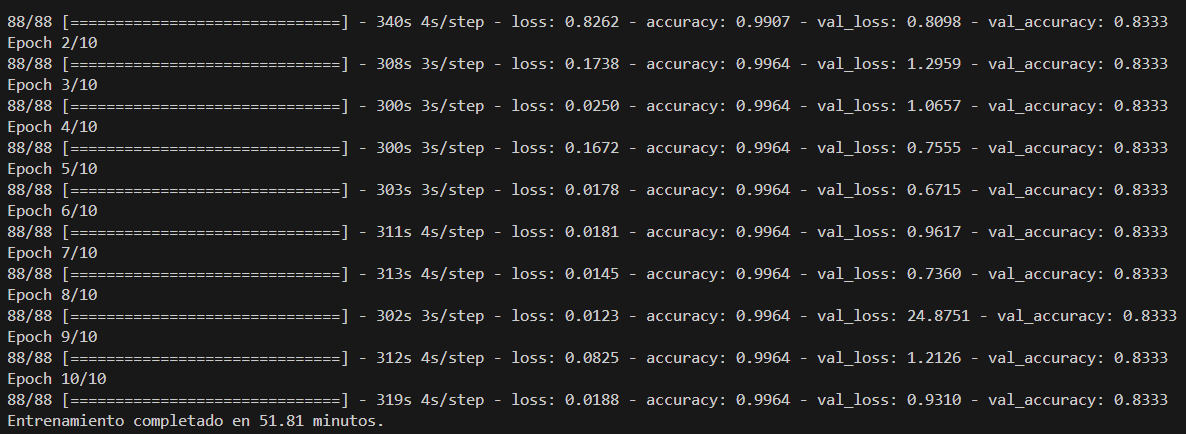 88/88 [==============================] - 340s 4s/step - loss: 0.8262 - accuracy: 0.9907 - val_loss: 0.8098 - val_accuracy: 0.8333
Epoch 2/10
88/88 [==============================] - 308s 3s/step - loss: 0.1738 - accuracy: 0.9964 - val_loss: 1.2959 - val_accuracy: 0.8333
Epoch 3/10
88/88 [==============================] - 300s 3s/step - loss: 0.0250 - accuracy: 0.9964 - val_loss: 1.0657 - val_accuracy: 0.8333
Epoch 4/10
88/88 [==============================] - 300s 3s/step - loss: 0.1672 - accuracy: 0.9964 - val_loss: 0.7555 - val_accuracy: 0.8333
Epoch 5/10
88/88 [==============================] - 303s 3s/step - loss: 0.0178 - accuracy: 0.9964 - val_loss: 0.6715 - val_accuracy: 0.8333
Epoch 6/10
88/88 [==============================] - 311s 4s/step - loss: 0.0181 - accuracy: 0.9964 - val_loss: 0.9617 - val_accuracy: 0.8333
Epoch 7/10
88/88 [==============================] - 313s 4s/step - loss: 0.0145 - accuracy: 0.9964 - val_loss: 0.7360 - val_accuracy: 0.8333
Epoch 8/10
88/88 [==============================] - 302s 3s/step - loss: 0.0123 - accuracy: 0.9964 - val_loss: 24.8751 - val_accuracy: 0.8333
Epoch 9/10
88/88 [==============================] - 312s 4s/step - loss: 0.0825 - accuracy: 0.9964 - val_loss: 1.2126 - val_accuracy: 0.8333
Epoch 10/10
88/88 [==============================] - 319s 4s/step - loss: 0.0188 - accuracy: 0.9964 - val_loss: 0.9310 - val_accuracy: 0.8333
Entrenamiento completado en 51.81 minutos.